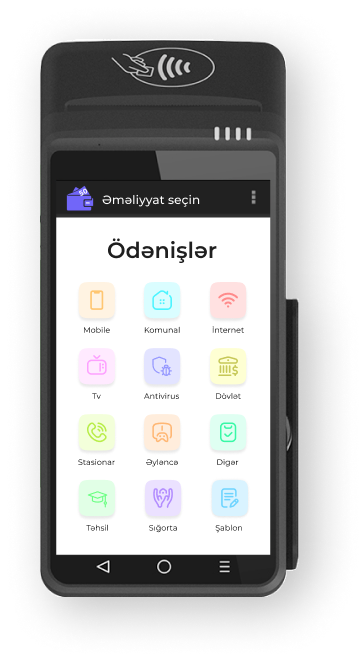 Əməliyyat seçin
Ödənişlər
Mobile Komunal İnternet
Tv Antivirus Dövlət
Stasionar Əyləncə Digər
Təhsil Sığorta Şablon